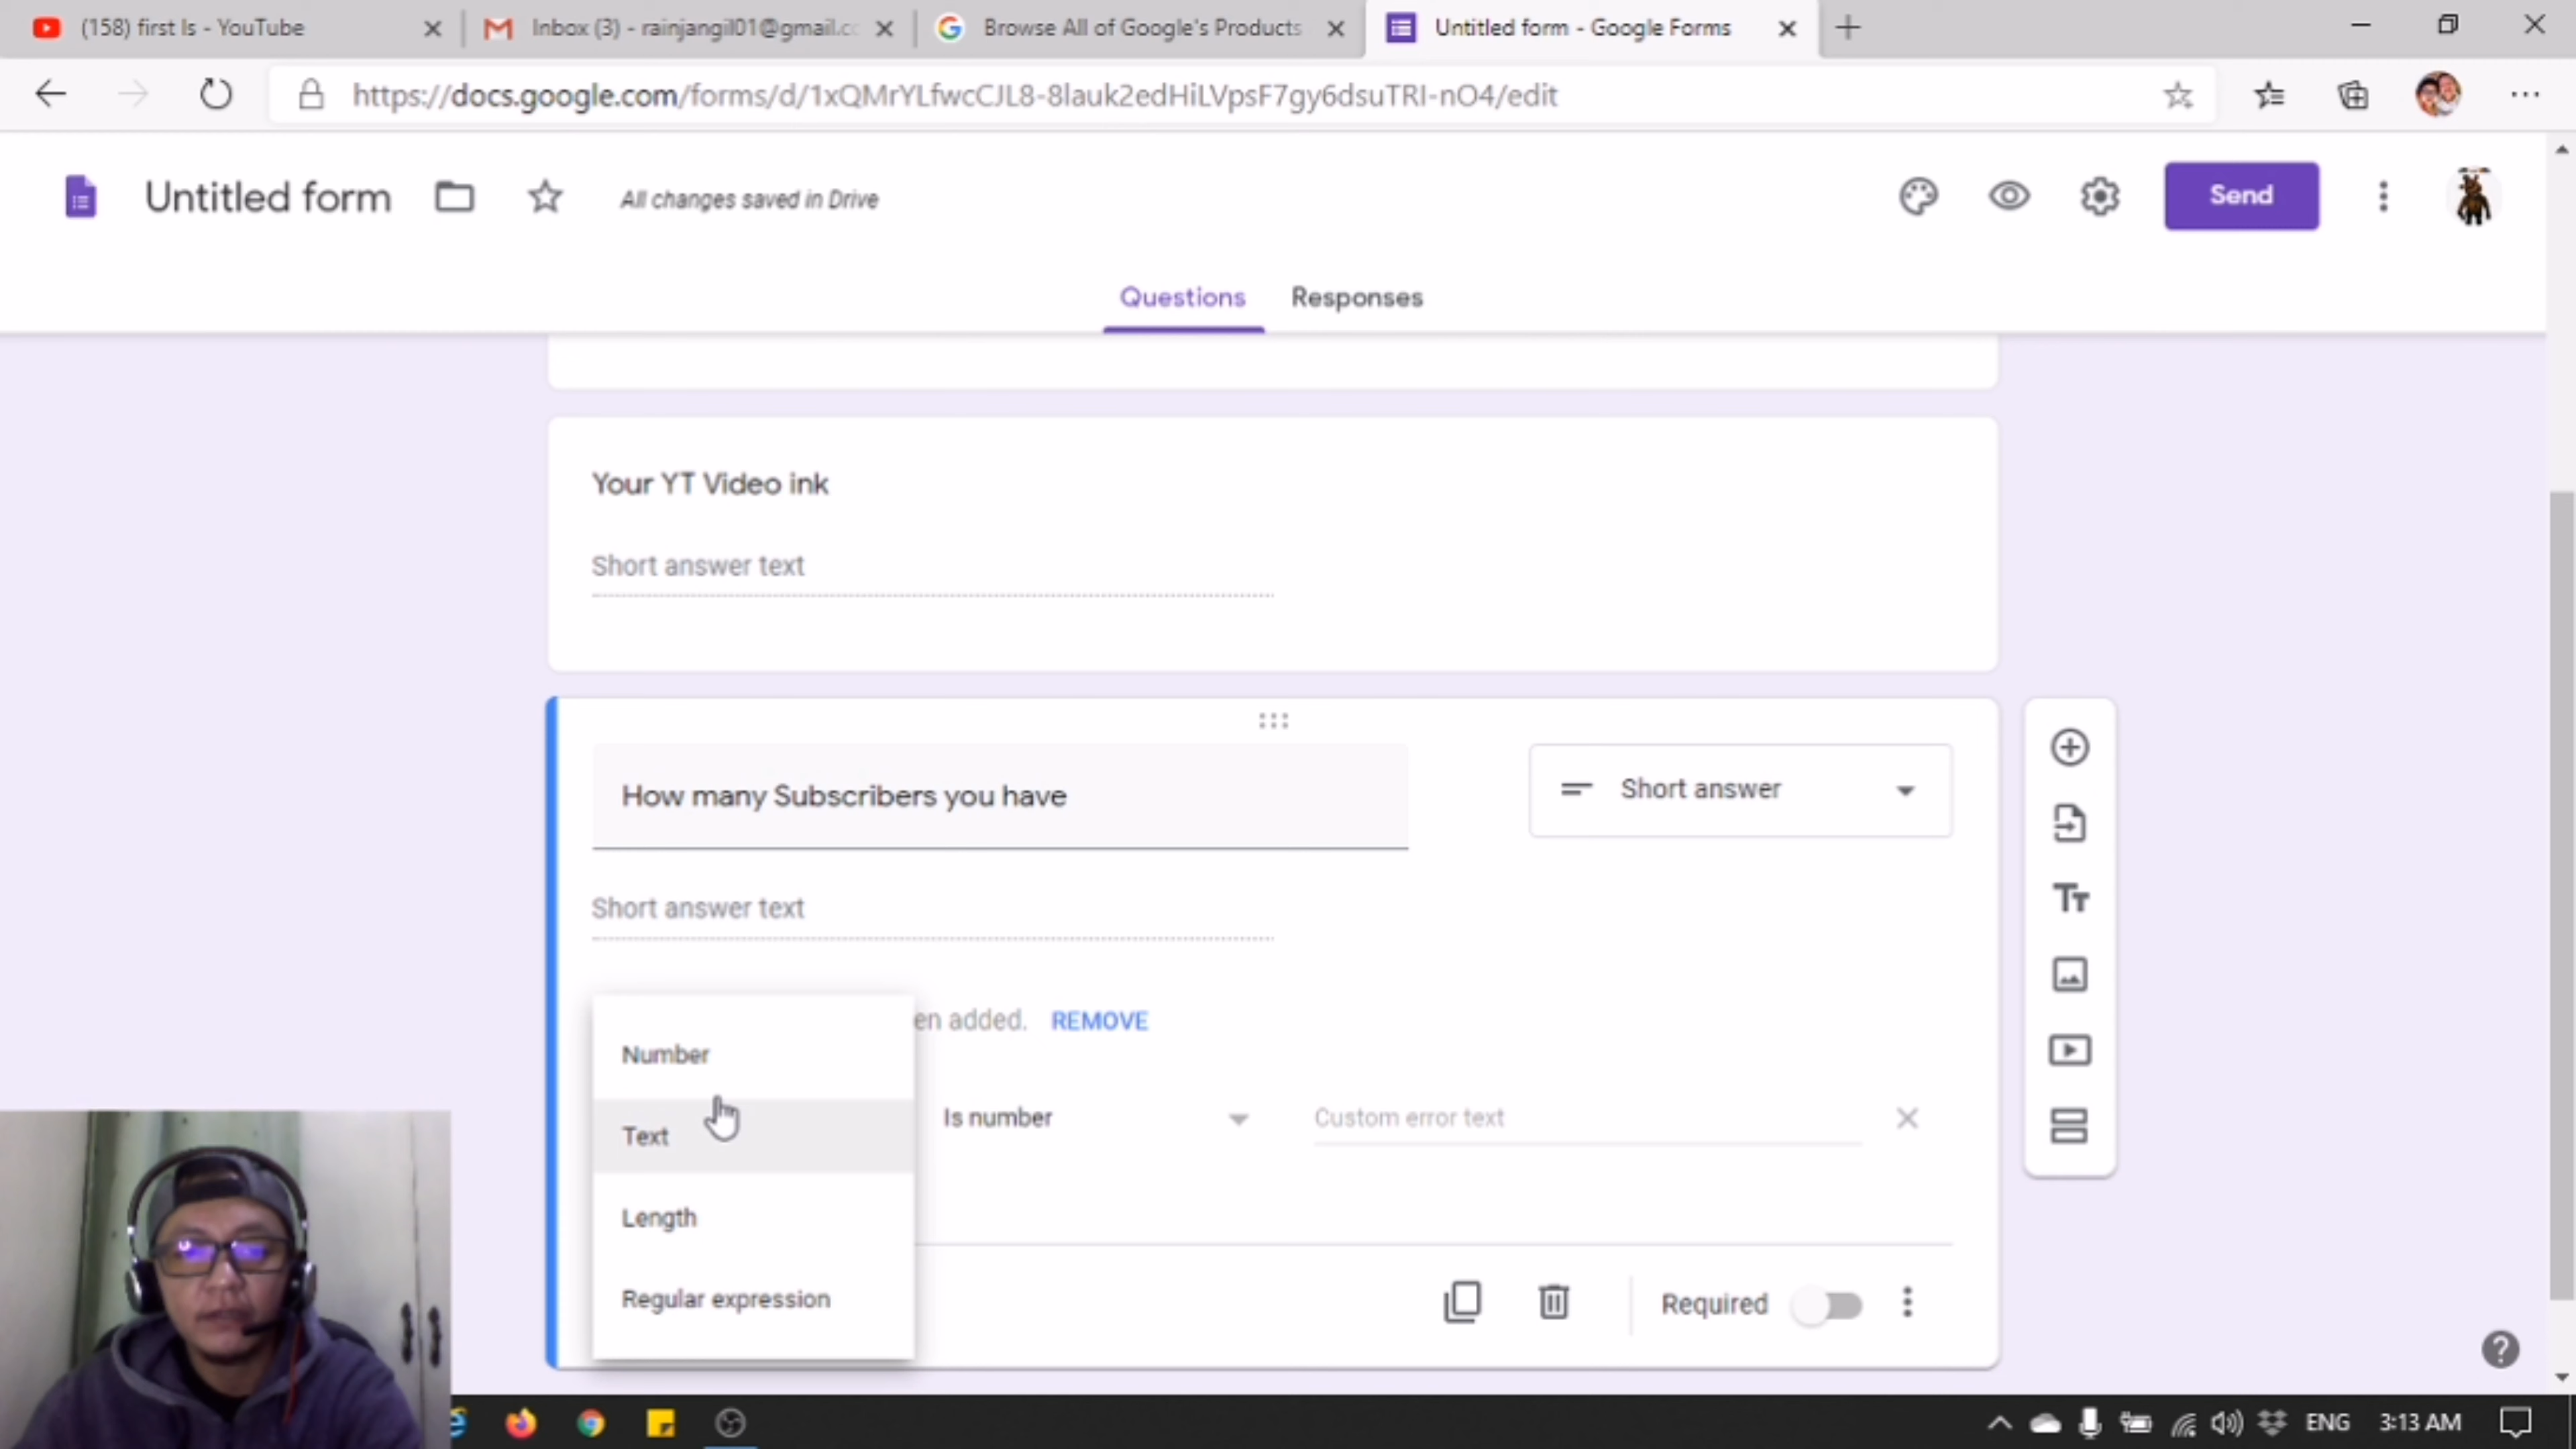 (158) first ls - YouTube
Inbox (3) - rainjangil01@gmail.cc
Browse All of Google's Products
Untitled form - Google Forms
https://docs.google.com/forms/d/1xQMrYLfwcCJL8-8lauk2edHiLVpsF7gy6dsuTRI-nO4/edit
Untitled form
All changes saved in Drive
Send
Questions
Responses
Your YT Video ink
Short answer text
How many Subscribers you have
Short answer
Short answer text
en added.
REMOVE
Number
Text
Length
Regular expression
Is number
Custom error text
Required
ENG
3:13 AM